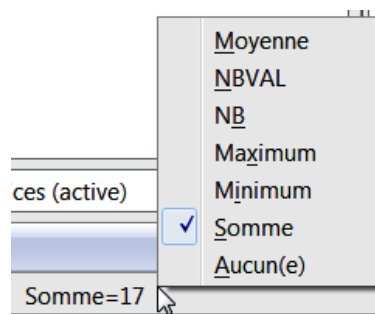 Moyenne
NBVAL
NB
Maximum
Minimum
ces (active)
Somme
Aucun(e)
Somme=17